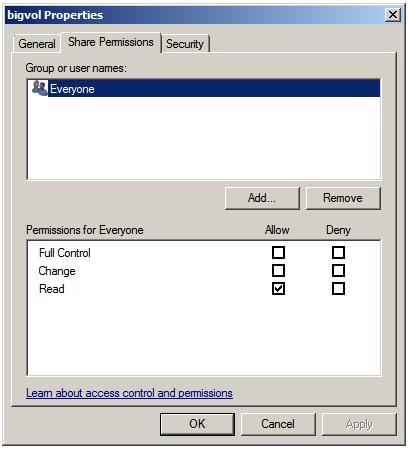 bigvol Properties
General Share Permissions Security
Group or user names:
Everyone
Add... Remove
Permissions for Everyone Allow Deny
Full Control
Change
Read
Learn about access control and permissions
OK Cancel Apply